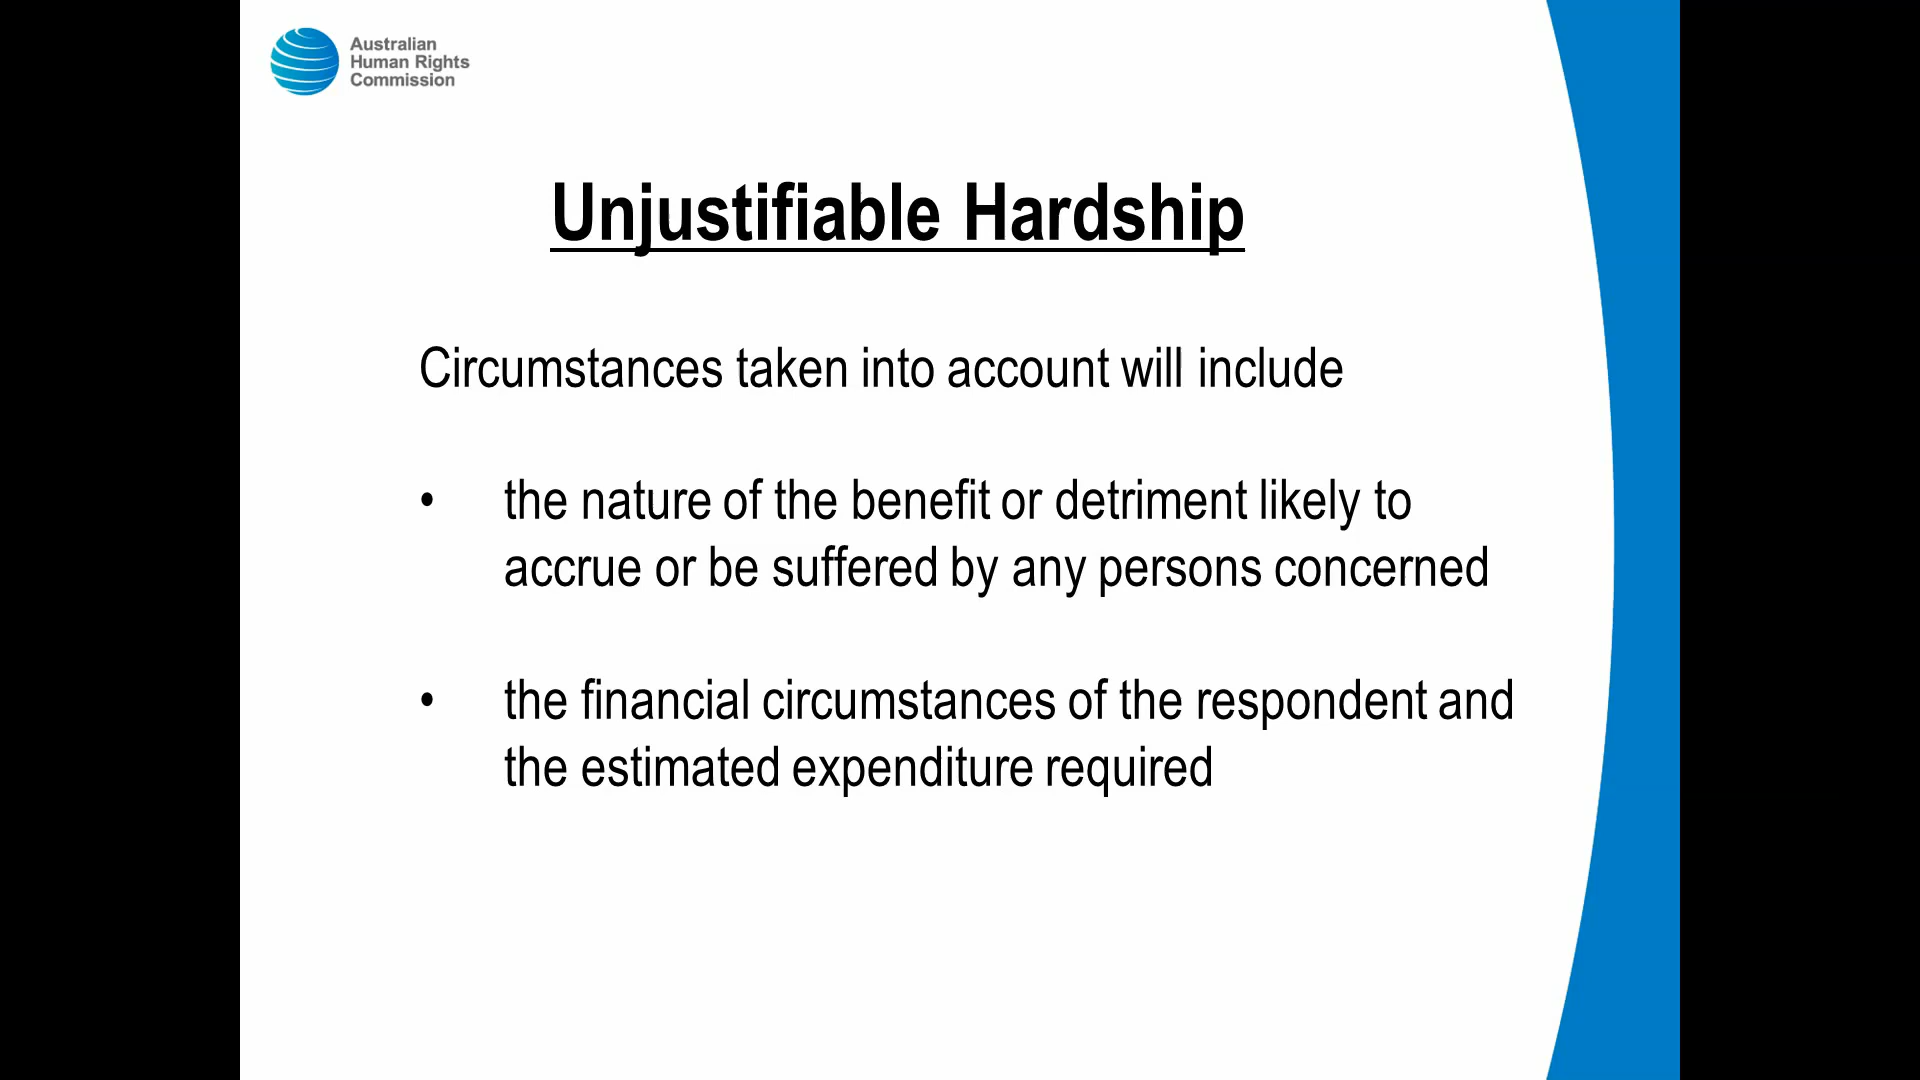 Australian
Human Rights
Commission
Unjustifiable Hardship
Circumstances taken into account will include
• the nature of the benefit or detriment likely to
accrue or be suffered by any persons concerned
• the financial circumstances of the respondent and
the estimated expenditure required